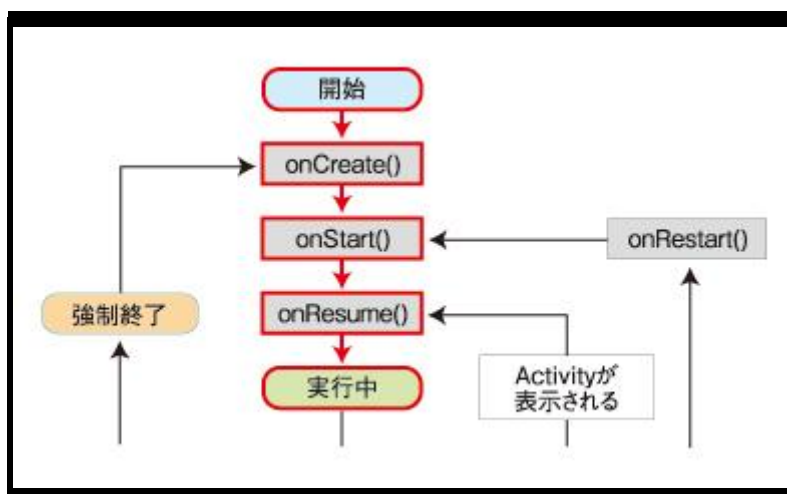 開始
onCreate()
onStart()
onRestart()
強制終了
onResume()
実行中
Activityが
表示される